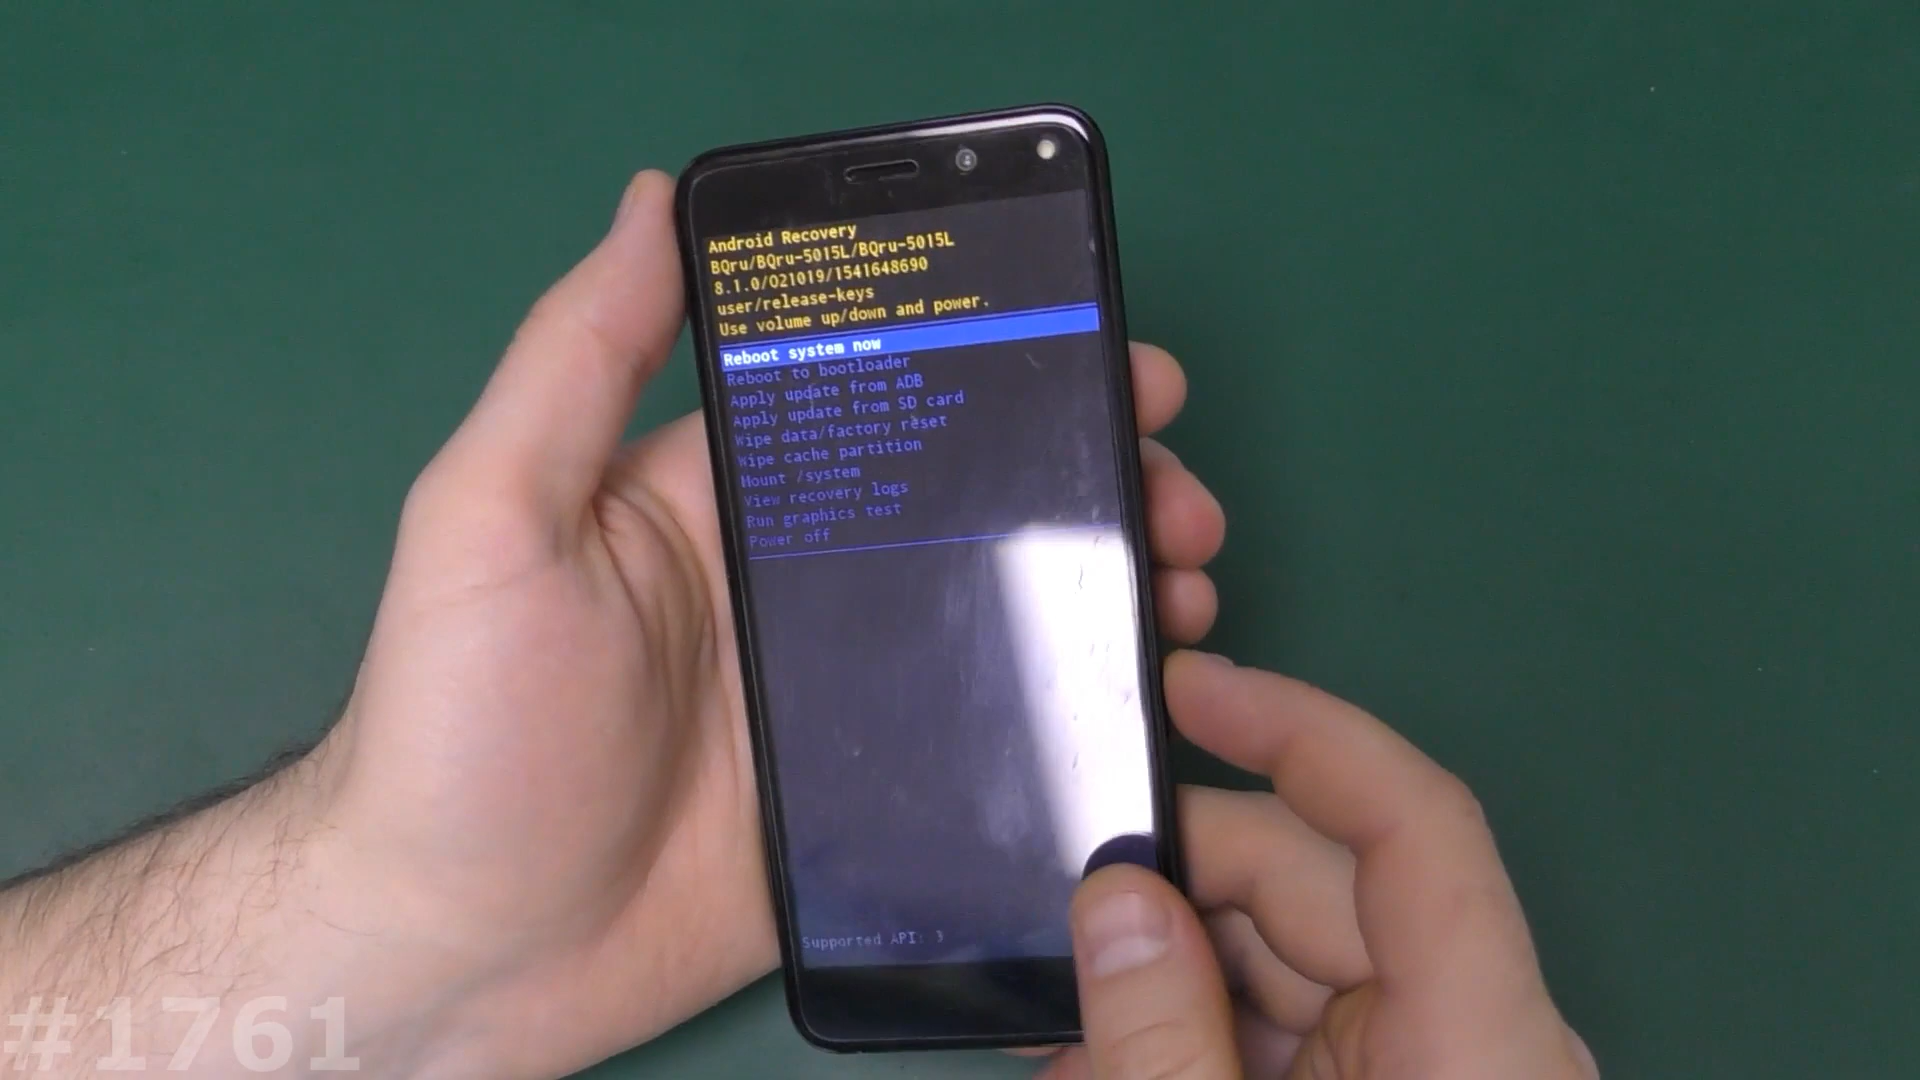 Android Recovery
BQru/BQru-5015L/BQru-5015L
8.1.0/O21019/1541648690
user/release-keys
Use volume up/down and power.
Reboot system now
Reboot to bootloader
Apply update from ADB
Apply update from SD card
Wipe data/factory reset
Wipe cache partition
Mount /system
View recovery logs
Run graphics test
Power off
Supported API: 3
#1761